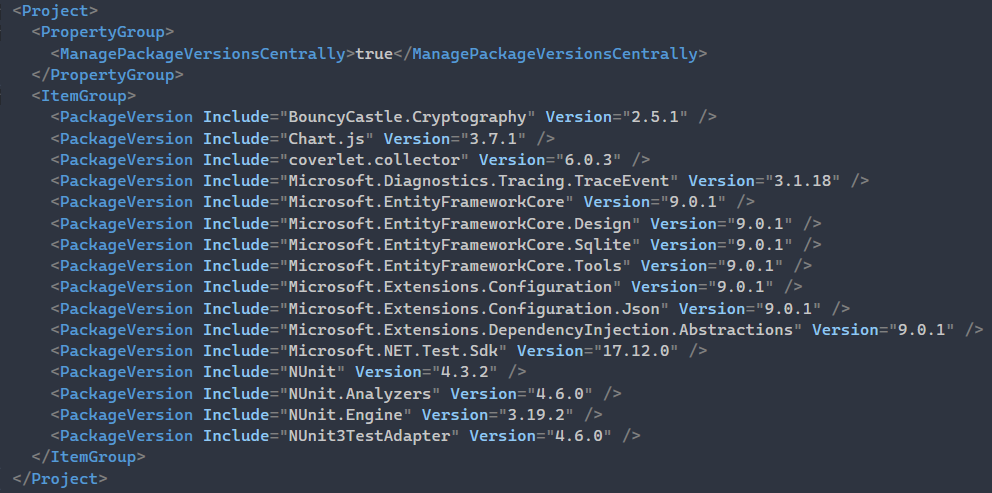 <Project>
<PropertyGroup>
<ManagePackageVersionsCentrally>true</ManagePackageVersionsCentrally>
</PropertyGroup>
<ItemGroup>
<PackageVersion Include="BouncyCastle.Cryptography" Version="2.5.1" />
<PackageVersion Include="Chart.js" Version="3.7.1" />
<PackageVersion Include="coverlet.collector" Version="6.0.3" />
<PackageVersion Include="Microsoft.Diagnostics.Tracing.TraceEvent" Version="3.1.18" />
<PackageVersion Include="Microsoft.EntityFrameworkCore" Version="9.0.1" />
<PackageVersion Include="Microsoft.EntityFrameworkCore.Design" Version="9.0.1" />
<PackageVersion Include="Microsoft.EntityFrameworkCore.Sqlite" Version="9.0.1" />
<PackageVersion Include="Microsoft.EntityFrameworkCore.Tools" Version="9.0.1" />
<PackageVersion Include="Microsoft.Extensions.Configuration" Version="9.0.1" />
<PackageVersion Include="Microsoft.Extensions.Configuration.Json" Version="9.0.1" />
<PackageVersion Include="Microsoft.Extensions.DependencyInjection.Abstractions" Version="9.0.1" />
<PackageVersion Include="Microsoft.NET.Test.Sdk" Version="17.12.0" />
<PackageVersion Include="NUnit" Version="4.3.2" />
<PackageVersion Include="NUnit.Analyzers" Version="4.6.0" />
<PackageVersion Include="NUnit.Engine" Version="3.19.2" />
<PackageVersion Include="NUnit3TestAdapter" Version="4.6.0" />
</ItemGroup>
</Project>